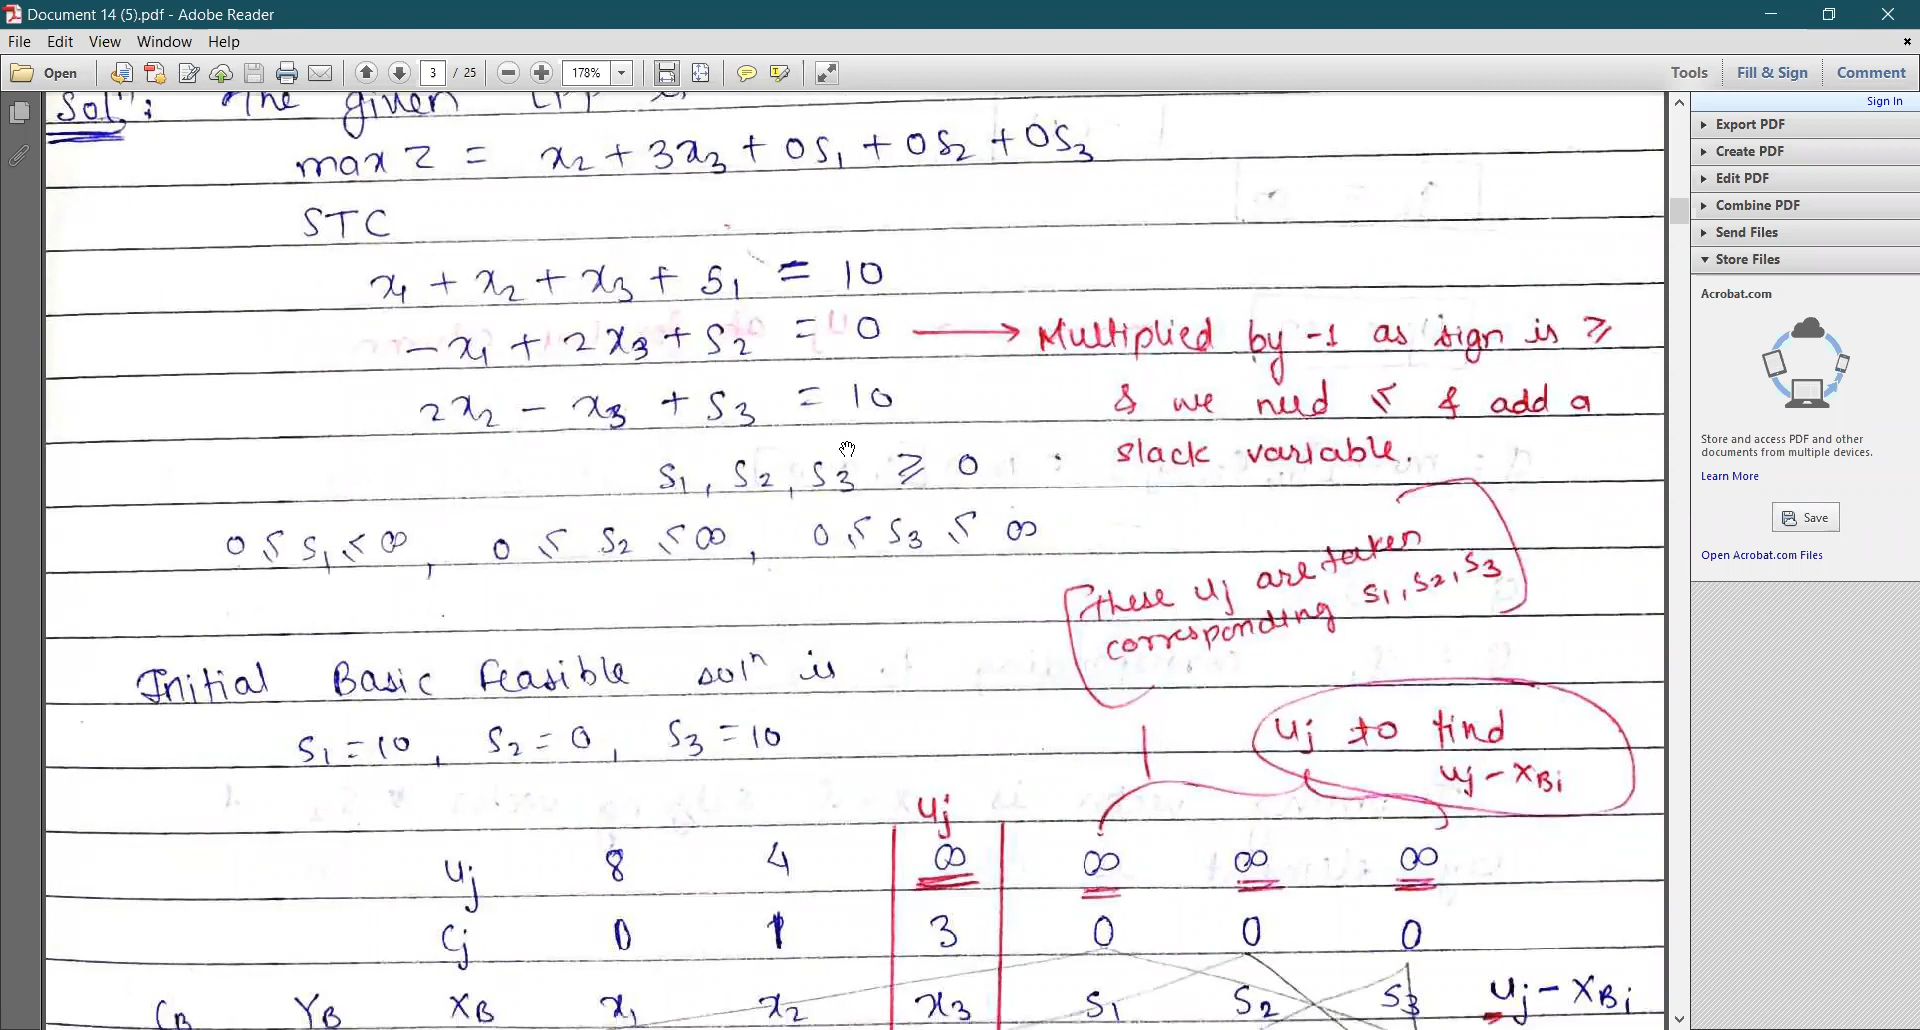 Document 14 (5).pdf - Adobe Reader
File Edit View Window Help
Open 3 / 25 178% Tools Fill & Sign Comment
Sign In
Export PDF
Create PDF
Edit PDF
Combine PDF
Send Files
Store Files
Acrobat.com
Store and access PDF and other
documents from multiple devices.
Learn More
Save
Open Acrobat.com Files
Solⁿ: The given LPP is
max Z = x₂ + 3x₃ + 0S₁ + 0S₂ + 0S₃
STC
x₁ + x₂ + x₃ + S₁ = 10
-x₁ + 2x₃ + S₂ = 0 → Multiplied by -1 as sign is ≥
2x₂ - x₃ + S₃ = 10 & we need ≤ & add a
slack variable.
S₁, S₂, S₃ ≥ 0
0 ≤ S₁ ≤ ∞, 0 ≤ S₂ ≤ ∞, 0 ≤ S₃ ≤ ∞
these uj are taken
corresponding S₁, S₂, S₃
Initial Basic Feasible solⁿ is
S₁ = 10, S₂ = 0, S₃ = 10
uj to find
uj - XBi
uj
uj 8 4 ∞ ∞ ∞ ∞
Cj 0 1 3 0 0 0
CB YB XB x₁ x₂ x₃ S₁ S₂ S₃ uj - XBi